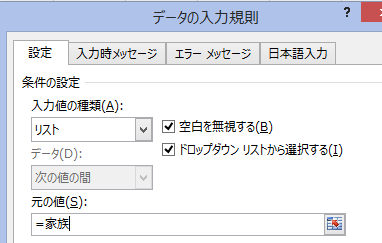 データの入力規則
?
設定
入力時メッセージ
エラー メッセージ
日本語入力
条件の設定
入力値の種類(A):
リスト
空白を無視する(B)
データ(D):
ドロップダウン リストから選択する(I)
次の値の間
元の値(S):
=家族